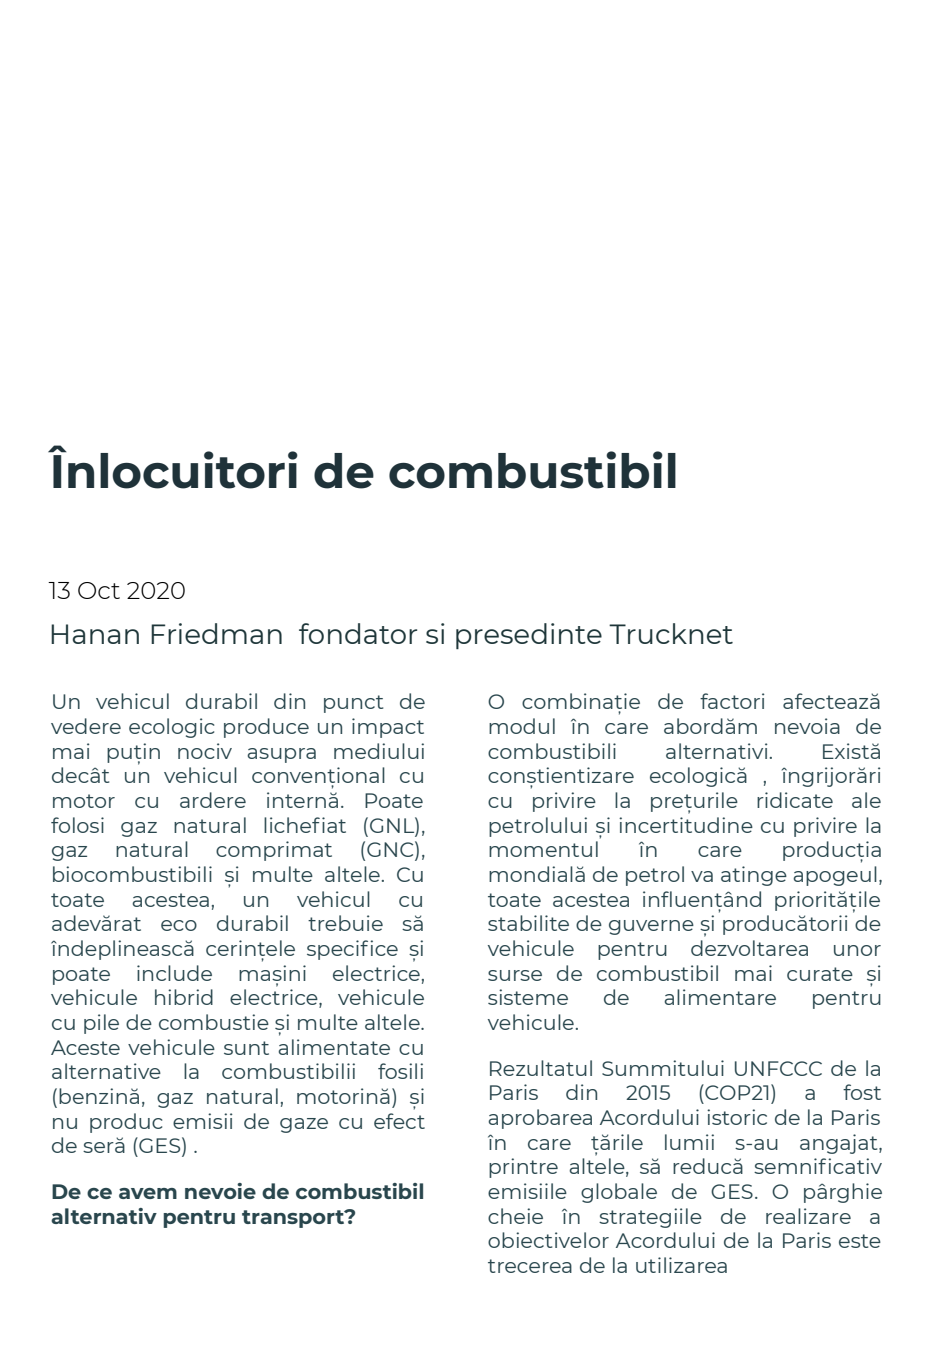 Înlocuitori de combustibil
13 Oct 2020
Hanan Friedman  fondator si presedinte Trucknet
Un vehicul durabil din punct de
vedere ecologic produce un impact
mai puțin nociv asupra mediului
decât un vehicul convențional cu
motor cu ardere internă. Poate
folosi gaz natural lichefiat (GNL),
gaz natural comprimat (GNC),
biocombustibili și multe altele. Cu
toate acestea, un vehicul cu
adevărat eco durabil trebuie să
îndeplinească cerințele specifice și
poate include mașini electrice,
vehicule hibrid electrice, vehicule
cu pile de combustie și multe altele.
Aceste vehicule sunt alimentate cu
alternative la combustibilii fosili
(benzină, gaz natural, motorină) și
nu produc emisii de gaze cu efect
de seră (GES) .
De ce avem nevoie de combustibil
alternativ pentru transport?
O combinație de factori afectează
modul în care abordăm nevoia de
combustibili alternativi. Există
conștientizare ecologică , îngrijorări
cu privire la prețurile ridicate ale
petrolului și incertitudine cu privire la
momentul în care producția
mondială de petrol va atinge apogeul,
toate acestea influențând prioritățile
stabilite de guverne și producătorii de
vehicule pentru dezvoltarea unor
surse de combustibil mai curate și
sisteme de alimentare pentru
vehicule.
Rezultatul Summitului UNFCCC de la
Paris din 2015 (COP21) a fost
aprobarea Acordului istoric de la Paris
în care țările lumii s-au angajat,
printre altele, să reducă semnificativ
emisiile globale de GES. O pârghie
cheie în strategiile de realizare a
obiectivelor Acordului de la Paris este
trecerea de la utilizarea